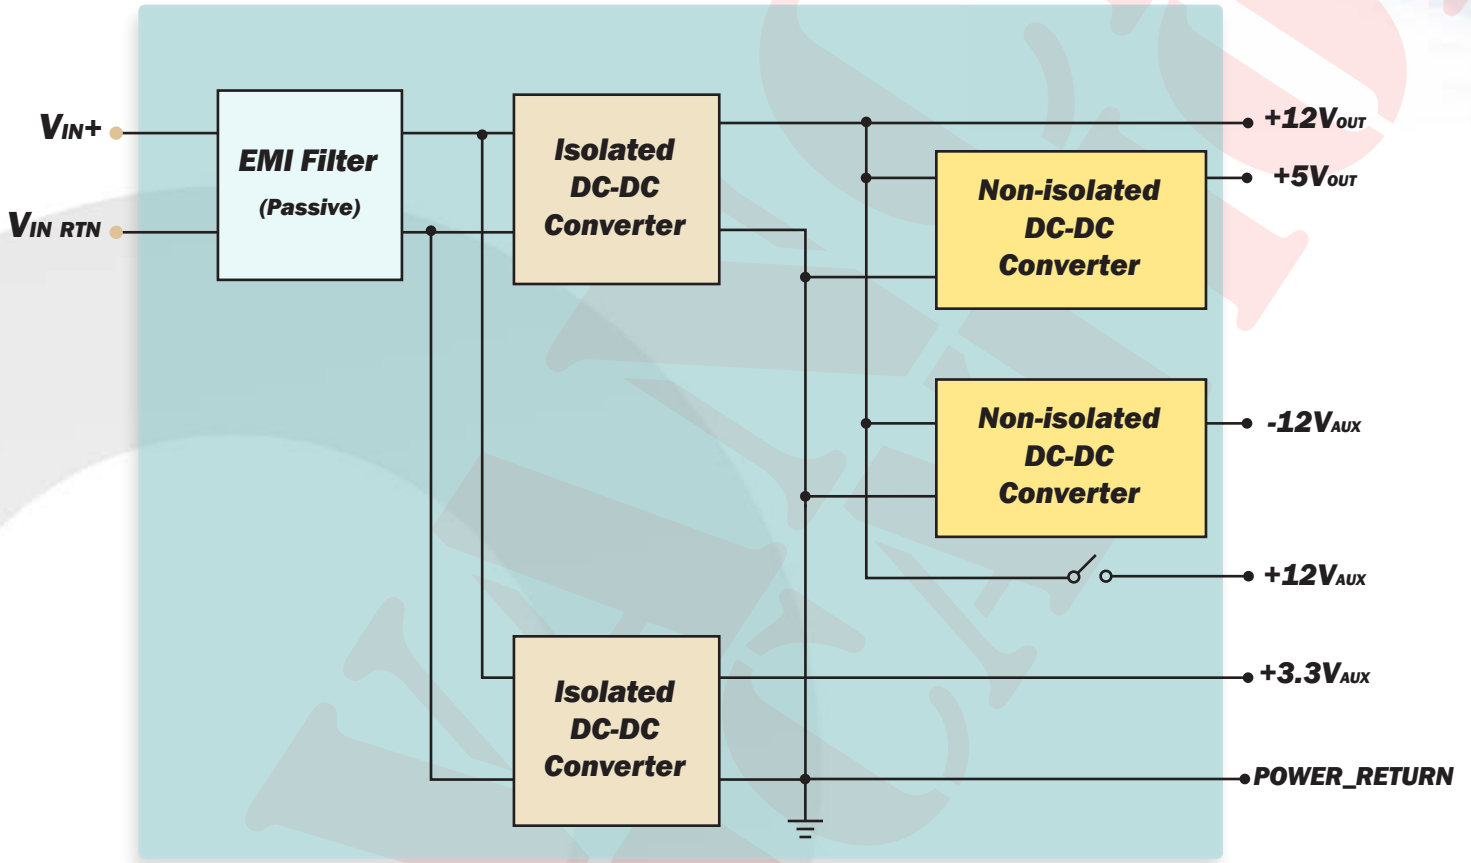 VIN+
VIN RTN
EMI Filter
(Passive)
Isolated
DC-DC
Converter
+12VOUT
+5VOUT
Non-isolated
DC-DC
Converter
Non-isolated
DC-DC
Converter
-12VAUX
+12VAUX
Isolated
DC-DC
Converter
+3.3VAUX
POWER_RETURN